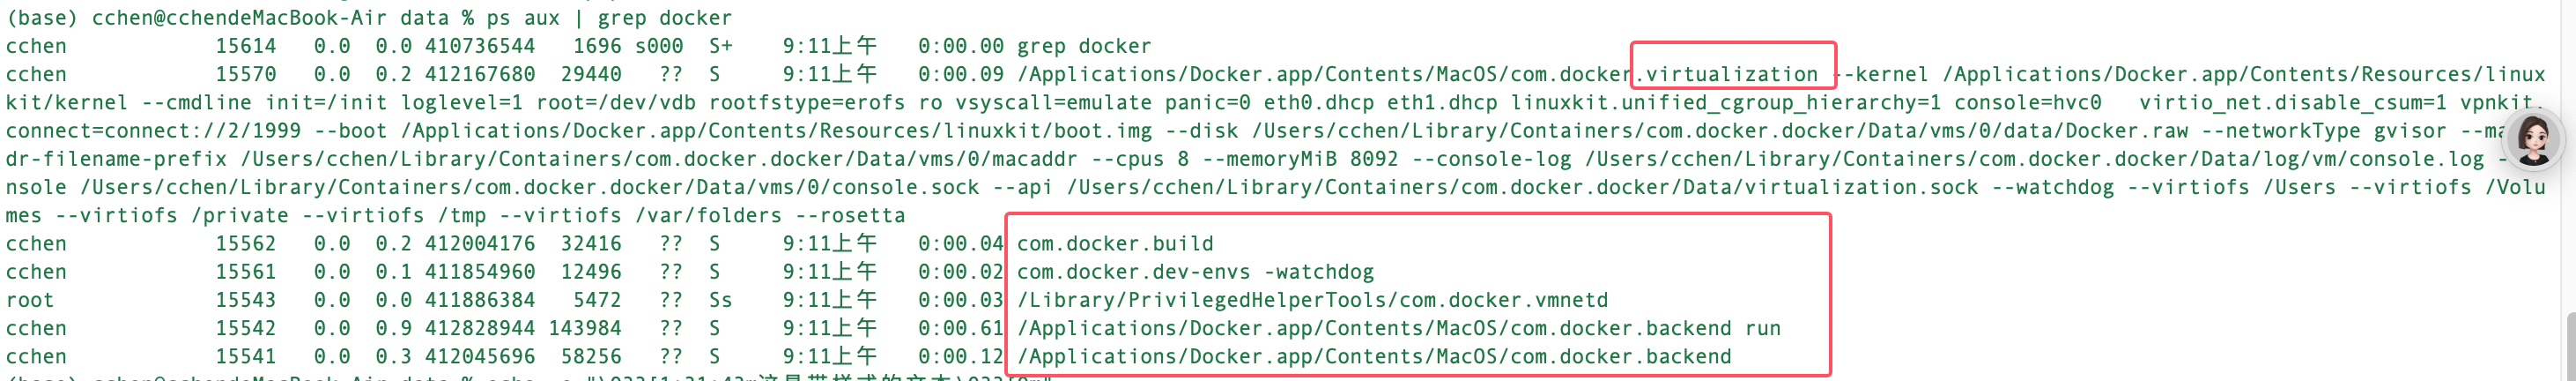 (base) cchen@cchendeMacBook-Air data % ps aux | grep docker
cchen 15614 0.0 0.0 410736544 1696 s000 S+ 9:11上午 0:00.00 grep docker
cchen 15570 0.0 0.2 412167680 29440 ?? S 9:11上午 0:00.09 /Applications/Docker.app/Contents/MacOS/com.docker.virtualization --kernel /Applications/Docker.app/Contents/Resources/linux
kit/kernel --cmdline init=/init loglevel=1 root=/dev/vdb rootfstype=erofs ro vsyscall=emulate panic=0 eth0.dhcp eth1.dhcp linuxkit.unified_cgroup_hierarchy=1 console=hvc0 virtio_net.disable_csum=1 vpnkit.
connect=connect://2/1999 --boot /Applications/Docker.app/Contents/Resources/linuxkit/boot.img --disk /Users/cchen/Library/Containers/com.docker.docker/Data/vms/0/data/Docker.raw --networkType gvisor
dr-filename-prefix /Users/cchen/Library/Containers/com.docker.docker/Data/vms/0/macaddr --cpus 8 --memoryMiB 8092 --console-log /Users/cchen/Library/Containers/com.docker.docker/Data/log/vm/console.log
nsole /Users/cchen/Library/Containers/com.docker.docker/Data/vms/0/console.sock --api /Users/cchen/Library/Containers/com.docker.docker/Data/virtualization.sock --watchdog --virtiofs /Users --virtiofs /Volu
mes --virtiofs /private --virtiofs /tmp --virtiofs /var/folders --rosetta
cchen 15562 0.0 0.2 412004176 32416 ?? S 9:11上午 0:00.04 com.docker.build
cchen 15561 0.0 0.1 411854960 12496 ?? S 9:11上午 0:00.02 com.docker.dev-envs -watchdog
root 15543 0.0 0.0 411886384 5472 ?? Ss 9:11上午 0:00.03 /Library/PrivilegedHelperTools/com.docker.vmnetd
cchen 15542 0.0 0.9 412828944 143984 ?? S 9:11上午 0:00.61 /Applications/Docker.app/Contents/MacOS/com.docker.backend run
cchen 15541 0.0 0.3 412045696 58256 ?? S 9:11上午 0:00.12 /Applications/Docker.app/Contents/MacOS/com.docker.backend